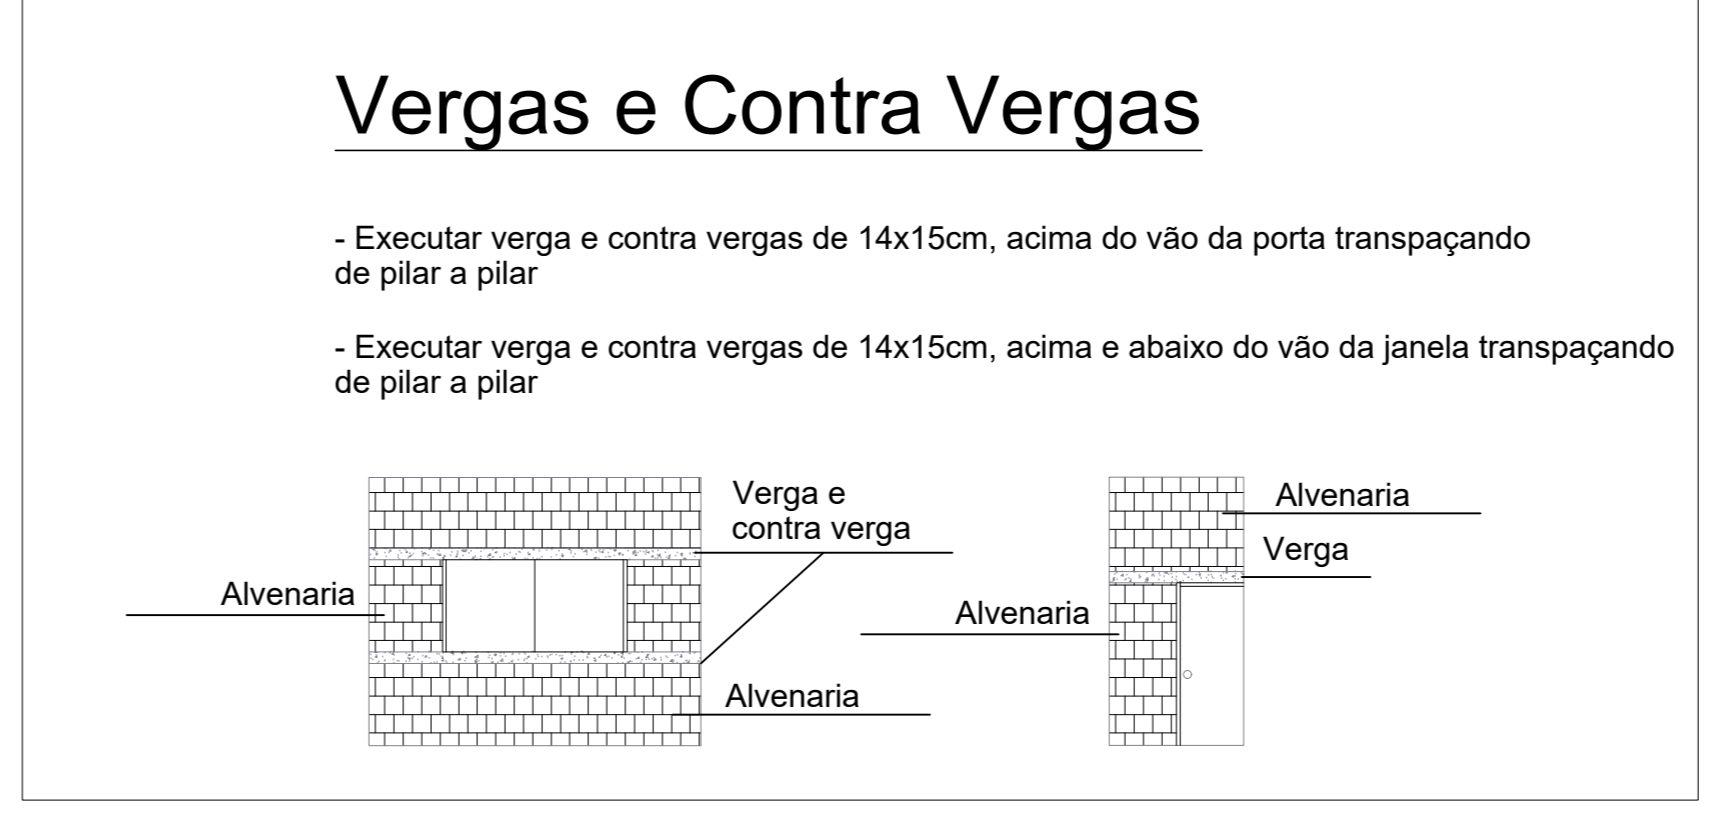 Vergas e Contra Vergas
- Executar verga e contra vergas de 14x15cm, acima do vão da porta transpaçando
de pilar a pilar
- Executar verga e contra vergas de 14x15cm, acima e abaixo do vão da janela transpaçando
de pilar a pilar
Verga e
contra verga
Alvenaria
Alvenaria
Alvenaria
Verga
Alvenaria